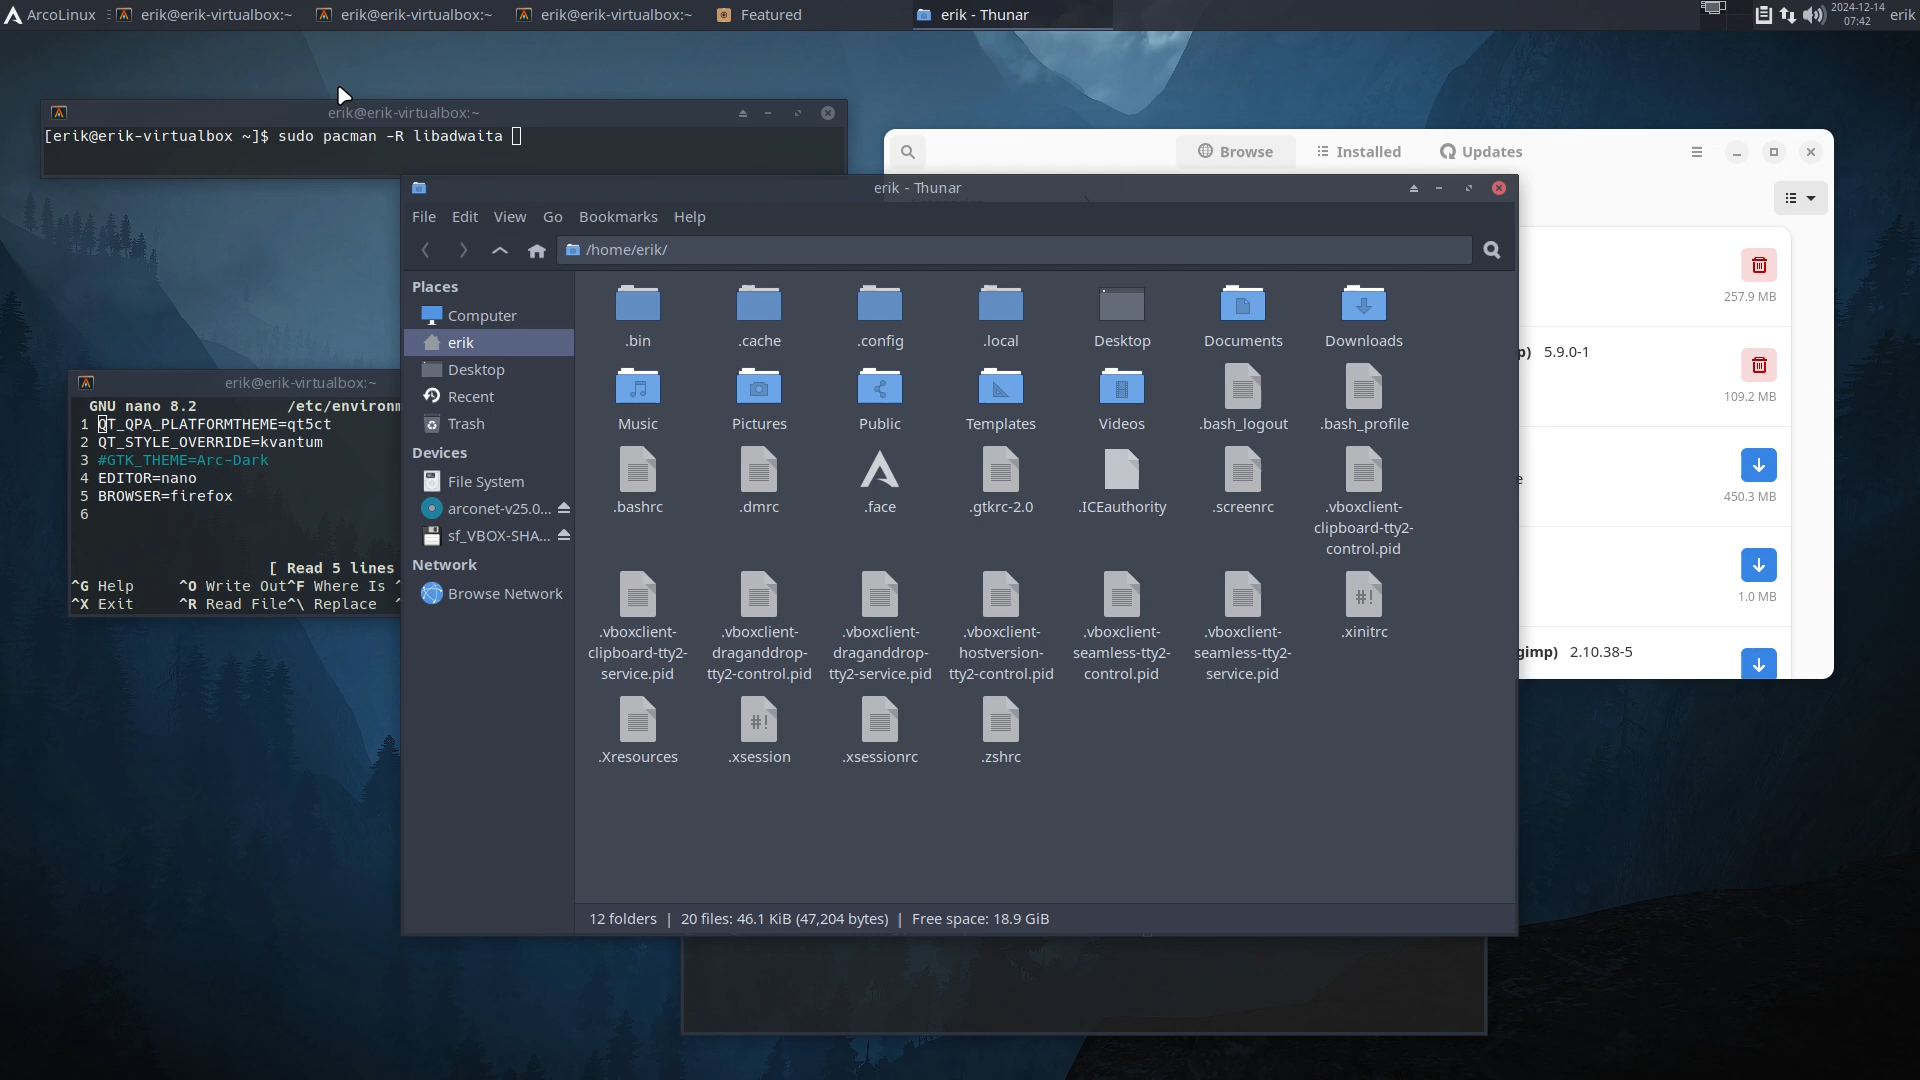 ArcoLinux
erik@erik-virtualbox:~
erik@erik-virtualbox:~
erik@erik-virtualbox:~
Featured
erik - Thunar
2024-12-14
07:42
erik
erik@erik-virtualbox:~
[erik@erik-virtualbox ~]$ sudo pacman -R libadwaita
Browse
Installed
Updates
257.9 MB
p) 5.9.0-1
109.2 MB
e
450.3 MB
1.0 MB
gimp) 2.10.38-5
erik - Thunar
File Edit View Go Bookmarks Help
/home/erik/
Places
Computer
erik
Desktop
Recent
Trash
Devices
File System
arconet-v25.0...
sf_VBOX-SHA...
Network
Browse Network
.bin
.cache
.config
.local
Desktop
Documents
Downloads
Music
Pictures
Public
Templates
Videos
.bash_logout
.bash_profile
.bashrc
.dmrc
.face
.gtkrc-2.0
.ICEauthority
.screenrc
.vboxclient-
clipboard-tty2-
control.pid
.vboxclient-
clipboard-tty2-
service.pid
.vboxclient-
draganddrop-
tty2-control.pid
.vboxclient-
draganddrop-
tty2-service.pid
.vboxclient-
hostversion-
tty2-control.pid
.vboxclient-
seamless-tty2-
control.pid
.vboxclient-
seamless-tty2-
service.pid
#!
.xinitrc
.Xresources
#!
.xsession
.xsessionrc
.zshrc
12 folders | 20 files: 46.1 KiB (47,204 bytes) | Free space: 18.9 GiB
erik@erik-virtualbox:~
GNU nano 8.2 /etc/environm
1 QT_QPA_PLATFORMTHEME=qt5ct
2 QT_STYLE_OVERRIDE=kvantum
3 #GTK_THEME=Arc-Dark
4 EDITOR=nano
5 BROWSER=firefox
6
[ Read 5 lines
^G Help ^O Write Out^F Where Is ^
^X Exit ^R Read File^\ Replace ^